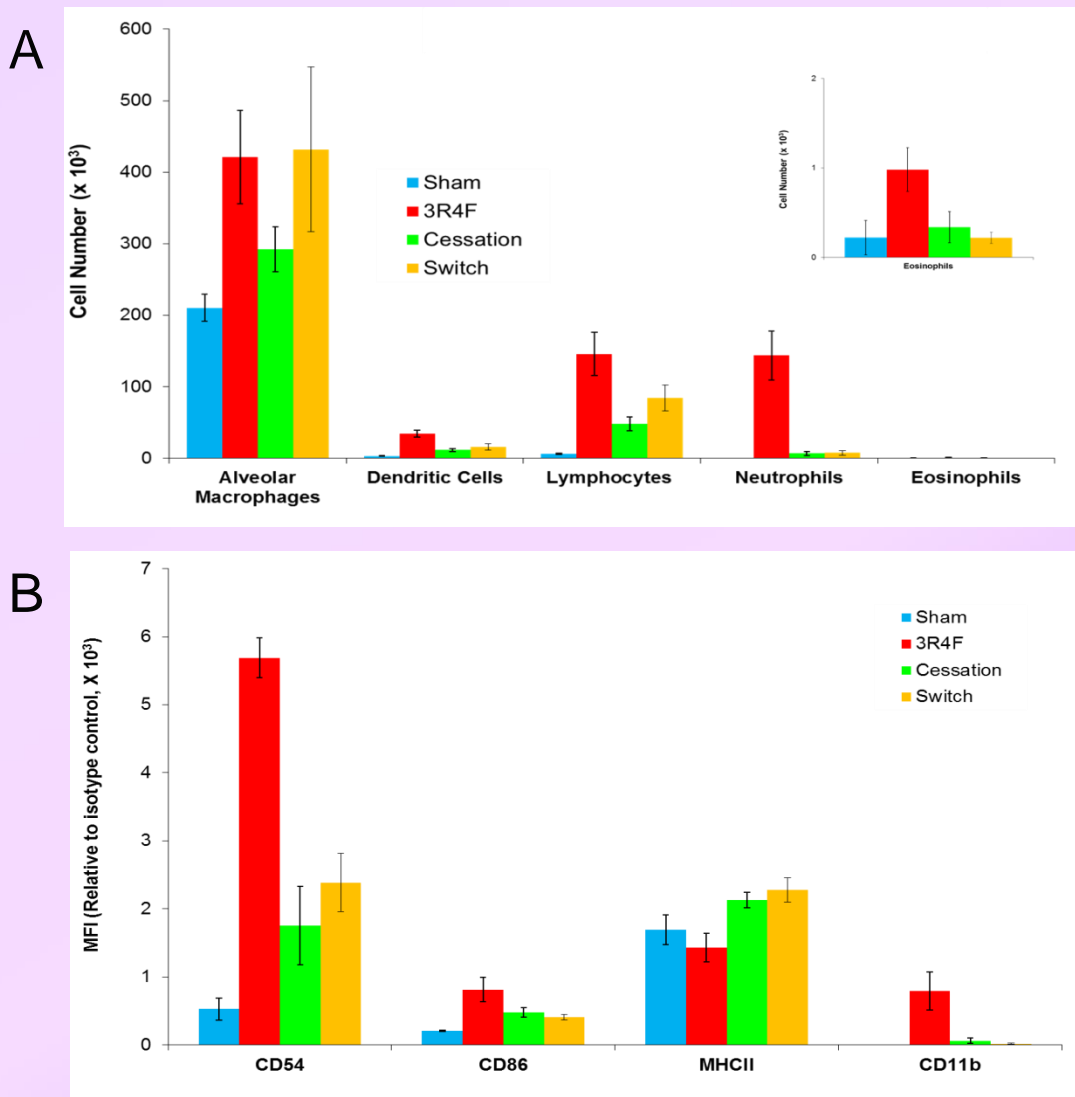 A
600
500
400
300
200
100
0
Cell Number (x 10³)
Sham
3R4F
Cessation
Switch
Alveolar
Macrophages
Dendritic Cells
Lymphocytes
Neutrophils
Eosinophils
2
1
0
Cell Number (x 10³)
Eosinophils
B
7
6
5
4
3
2
1
0
MFI (Relative to isotype control, X 10³)
Sham
3R4F
Cessation
Switch
CD54
CD86
MHCII
CD11b